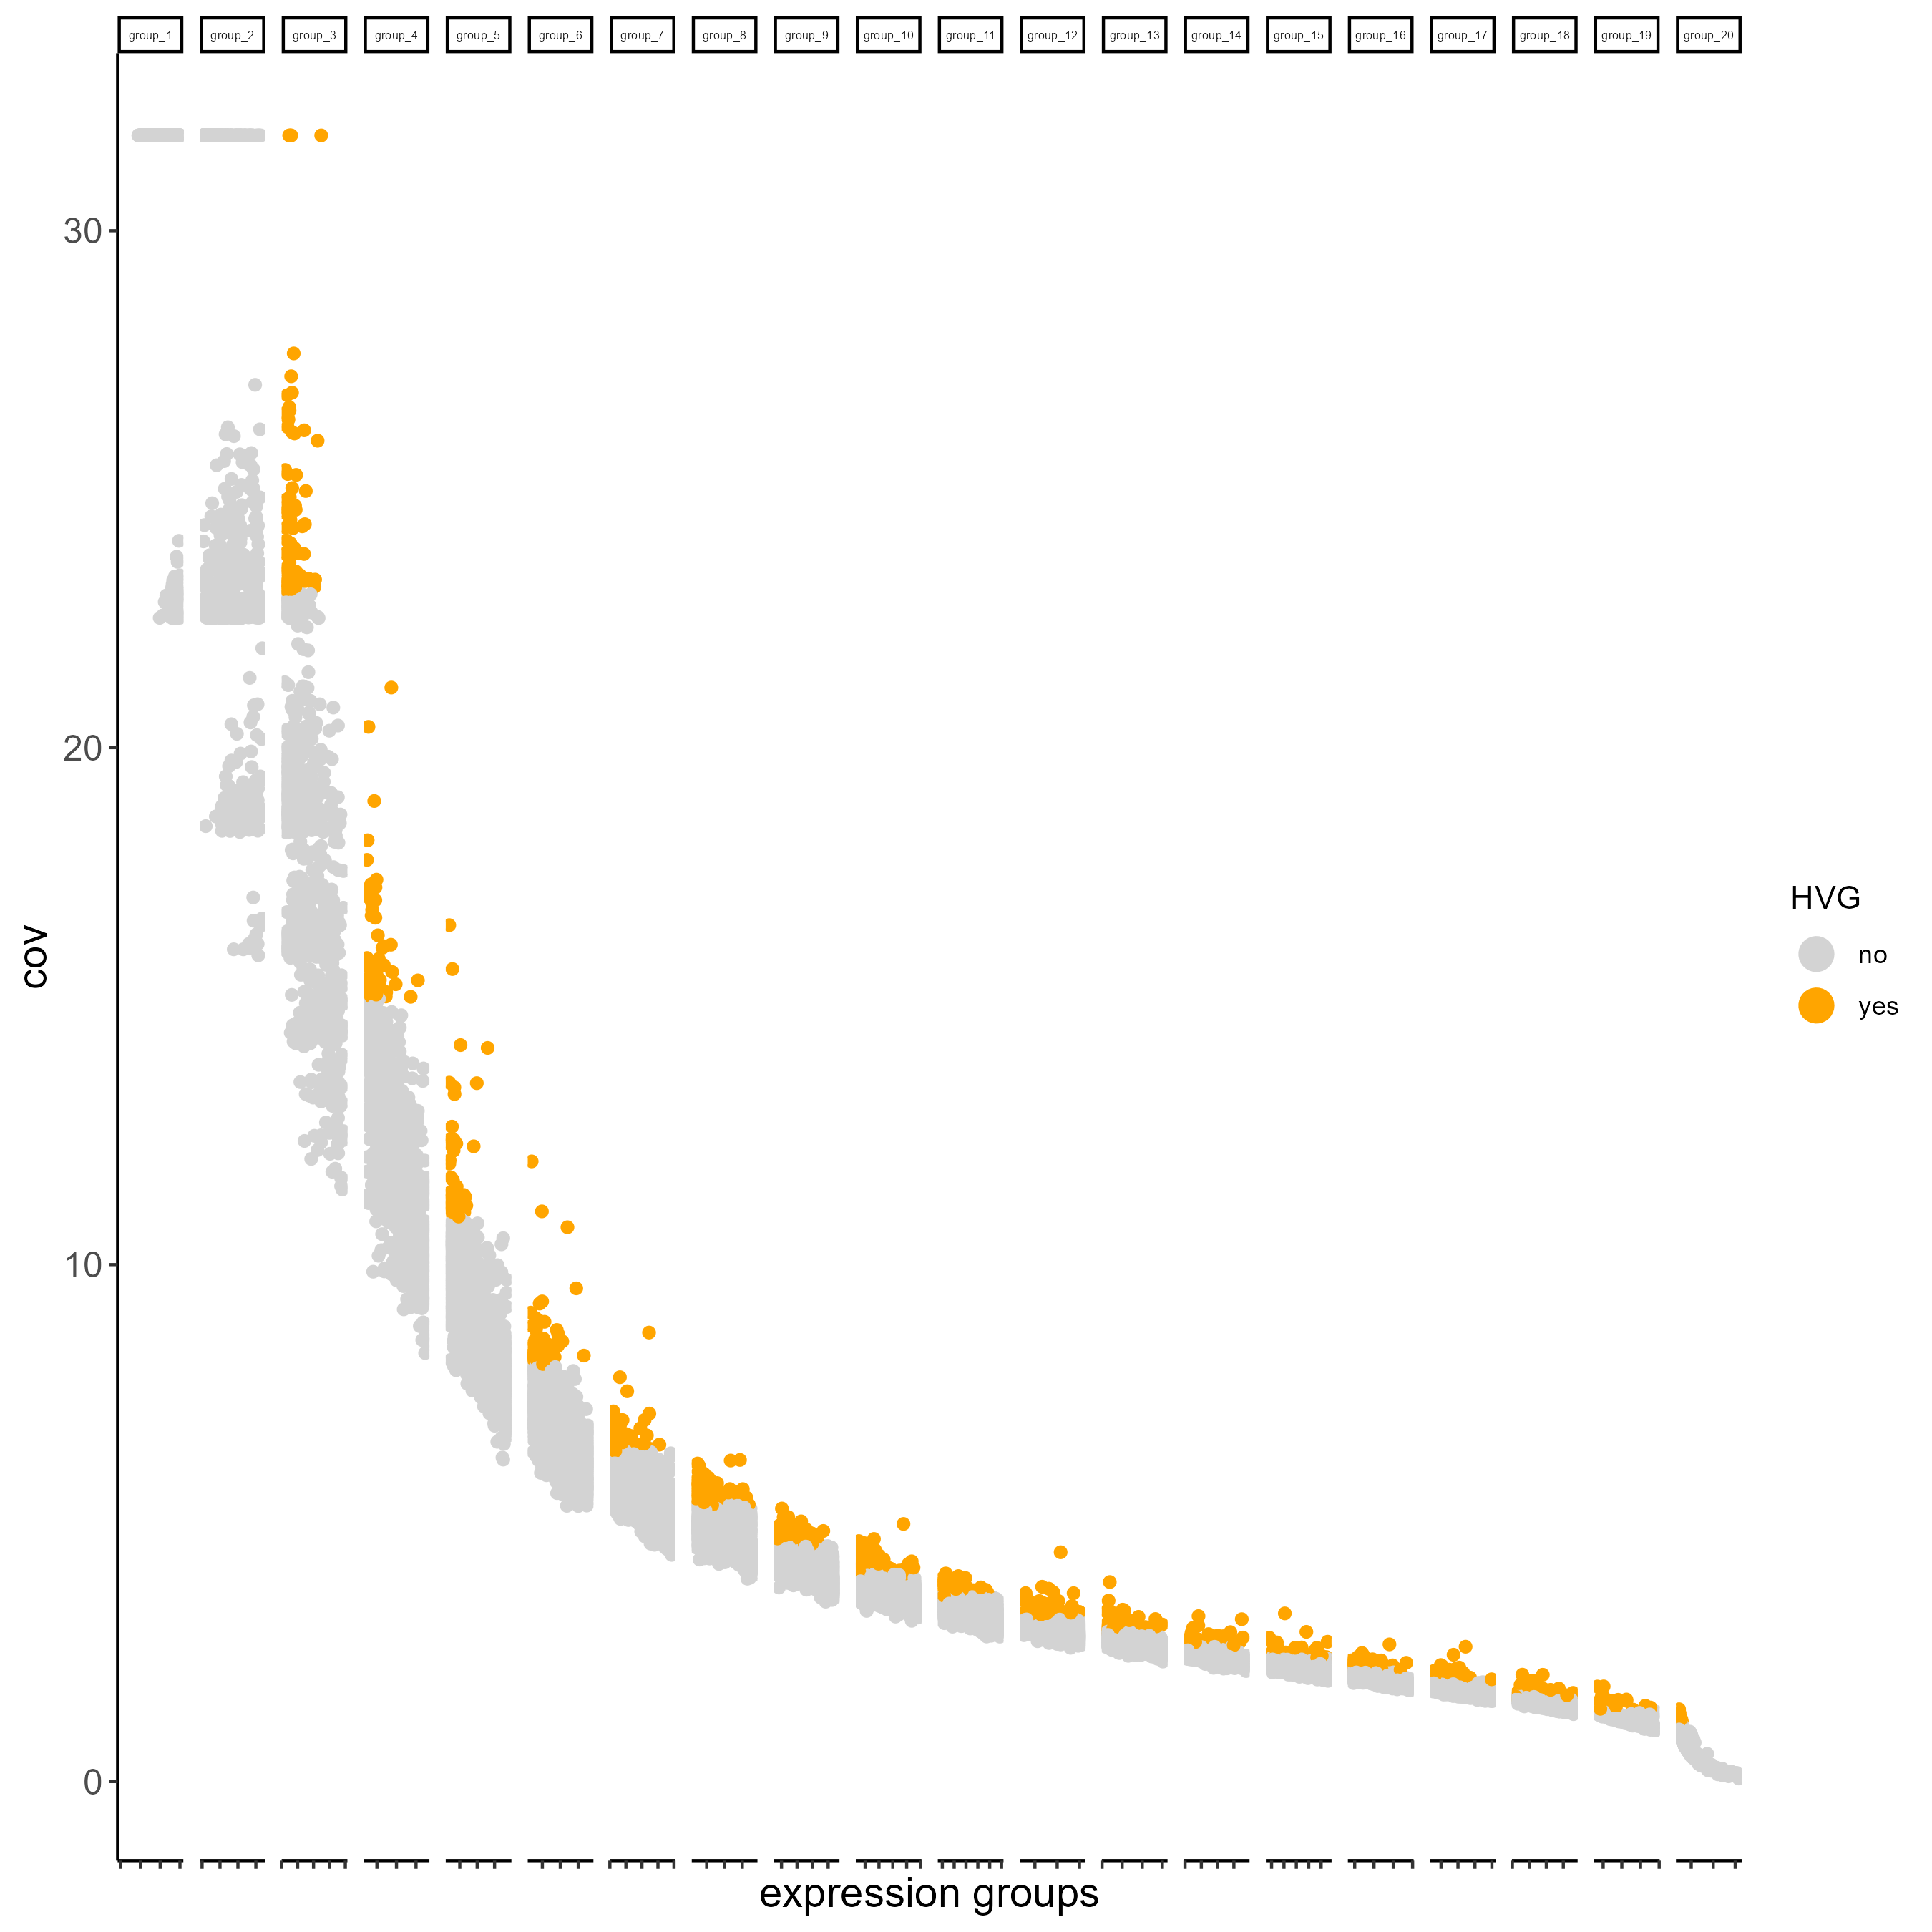 group_1 group_2 group_3 group_4 group_5 group_6 group_7 group_8 group_9 group_10 group_11 group_12 group_13 group_14 group_15 group_16 group_17 group_18 group_19 group_20
30
20
10
0
cov
expression groups
HVG
no
yes